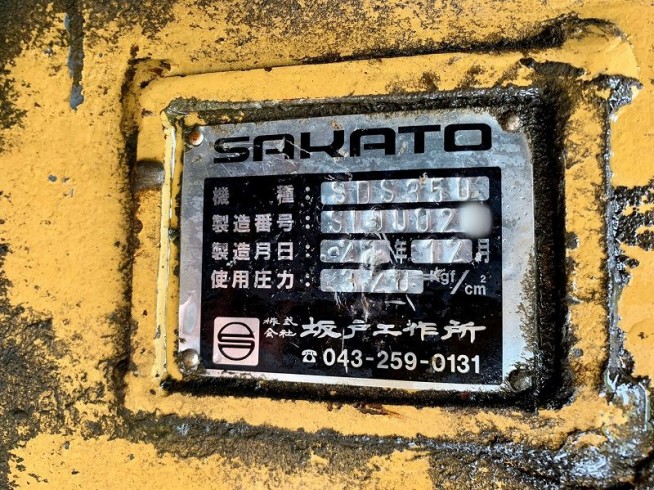 SAKATO
機種: SDS35U
製造番号:
製造月日: 年 12 月
使用圧力: kgf/cm²
株式会社 坂戸工作所
☎ 043-259-0131